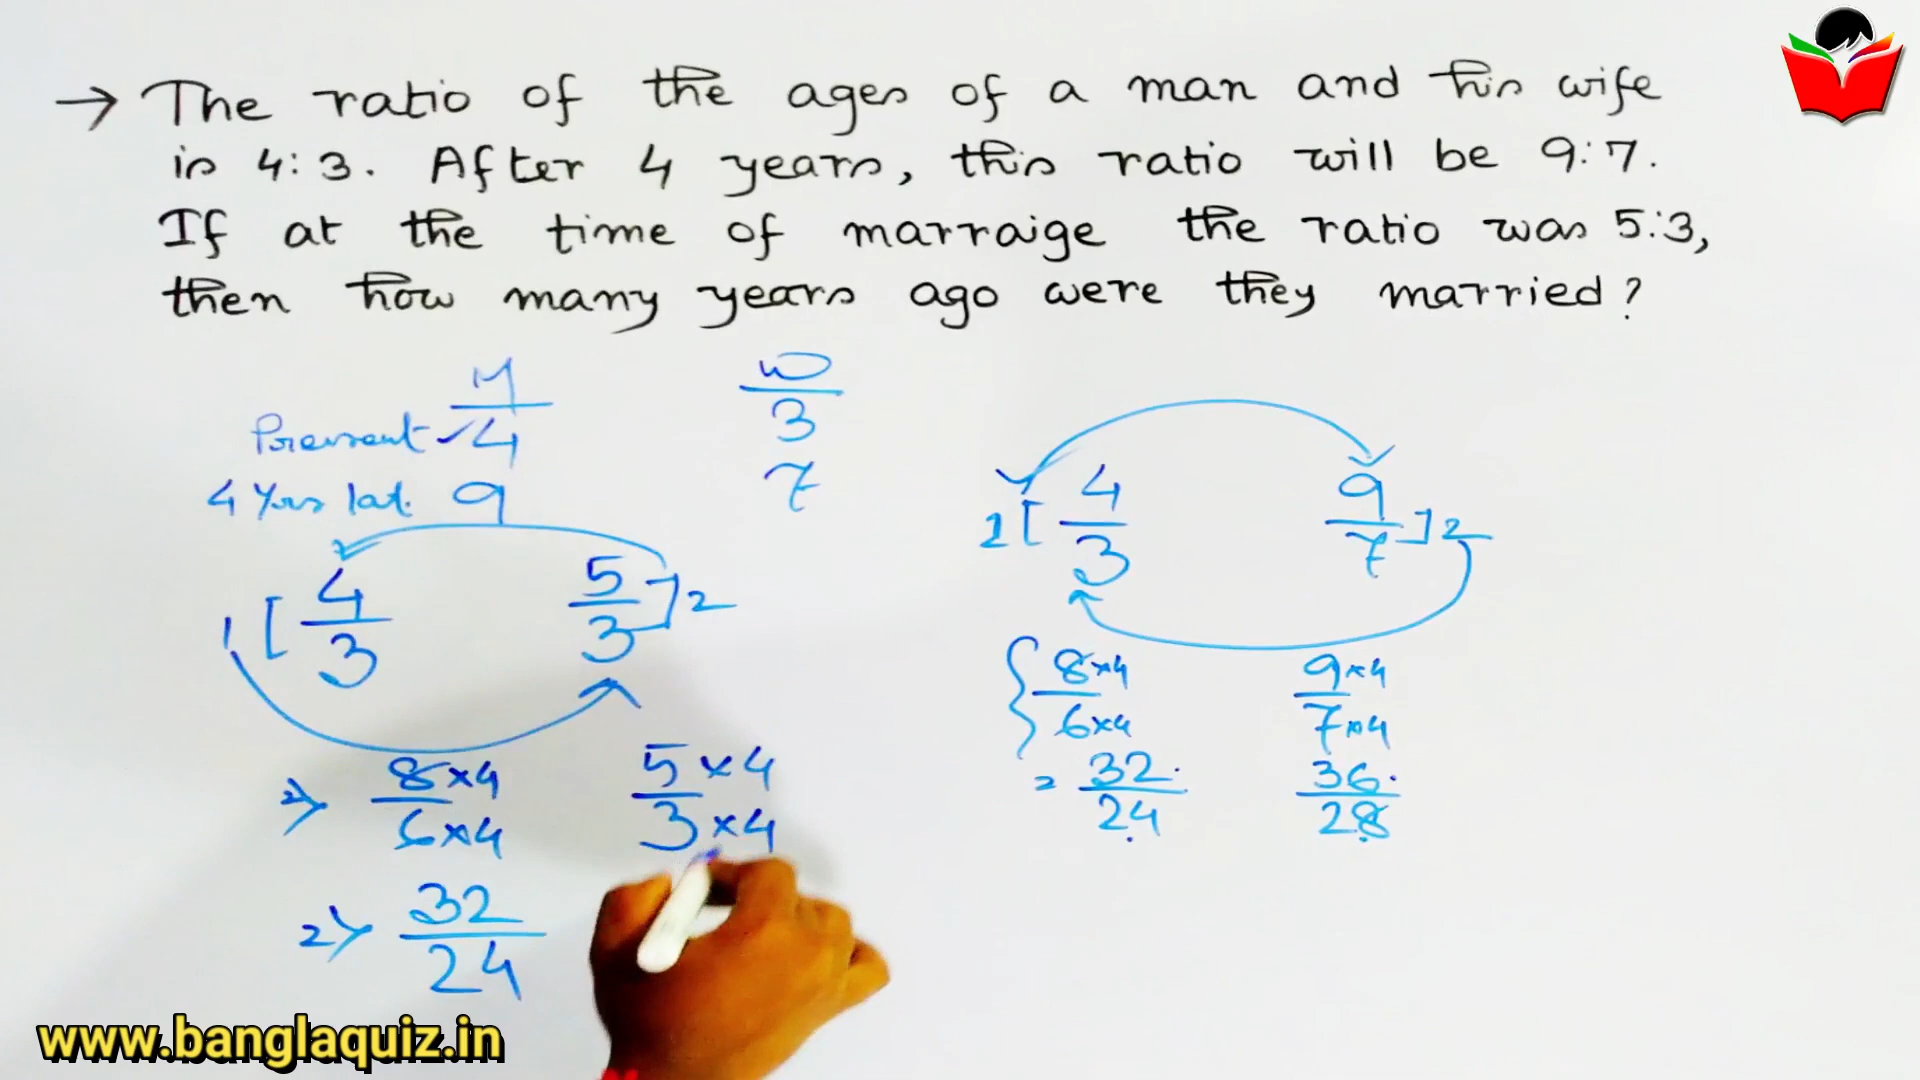 → The ratio of the ages of a man and his wife
is 4:3. After 4 years, this ratio will be 9:7.
If at the time of marraige the ratio was 5:3,
then how many years ago were they married?
M W
Present ✓4 3
4 Yrs lat. 9 7
1[ 4/3 5/3 ]2
⇒ 8×4/6×4 5×4/3×4
⇒ 32/24
1[ 4/3 9/7 ]2
{ 8×4/6×4 9×4/7×4
= 32/24 36/28
www.banglaquiz.in